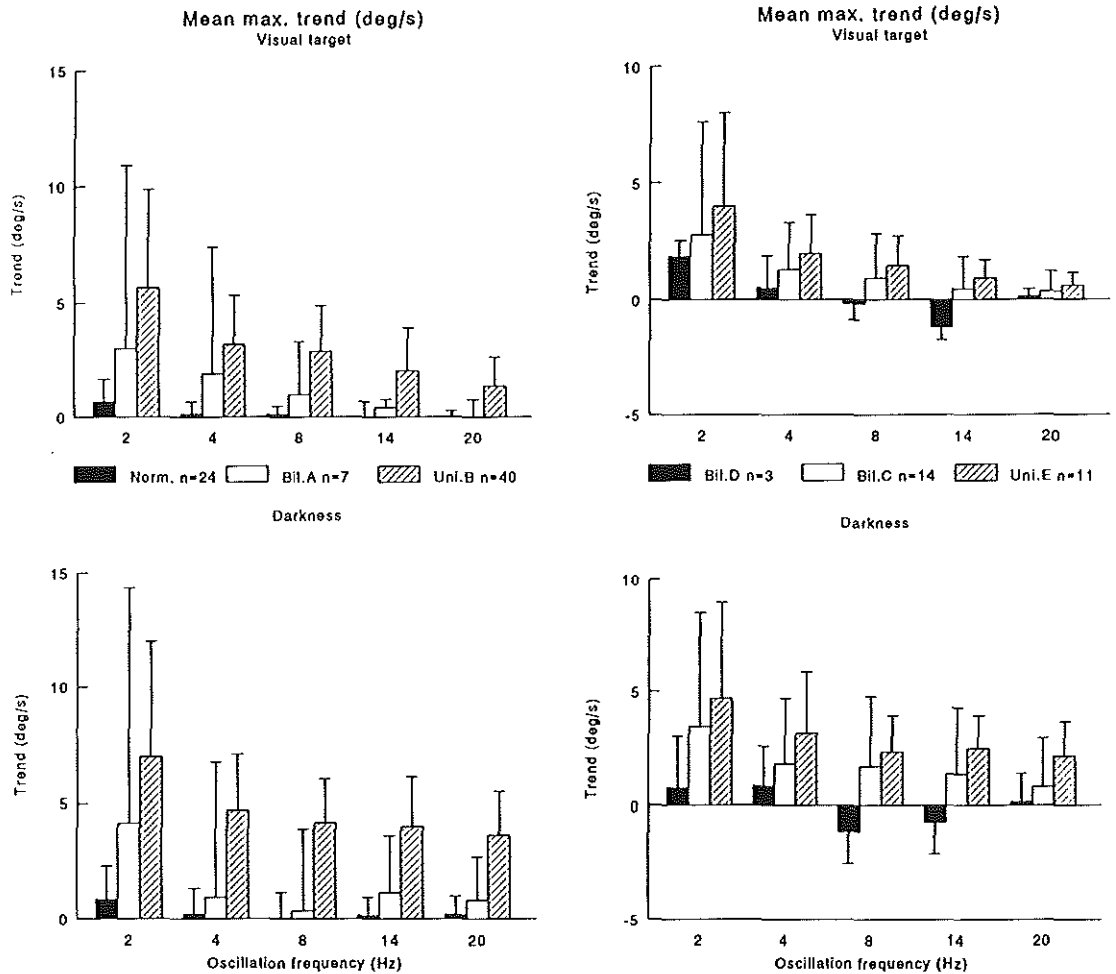 Mean max. trend (deg/s)
Visual target
15
10
5
0
Trend (deg/s)
2 4 8 14 20
Norm. n=24 Bil.A n=7 Uni.B n=40
Mean max. trend (deg/s)
Visual target
10
5
0
-5
Trend (deg/s)
2 4 8 14 20
Bil.D n=3 Bil.C n=14 Uni.E n=11
Darkness
15
10
5
0
Trend (deg/s)
2 4 8 14 20
Oscillation frequency (Hz)
Darkness
10
5
0
-5
Trend (deg/s)
2 4 8 14 20
Oscillation frequency (Hz)